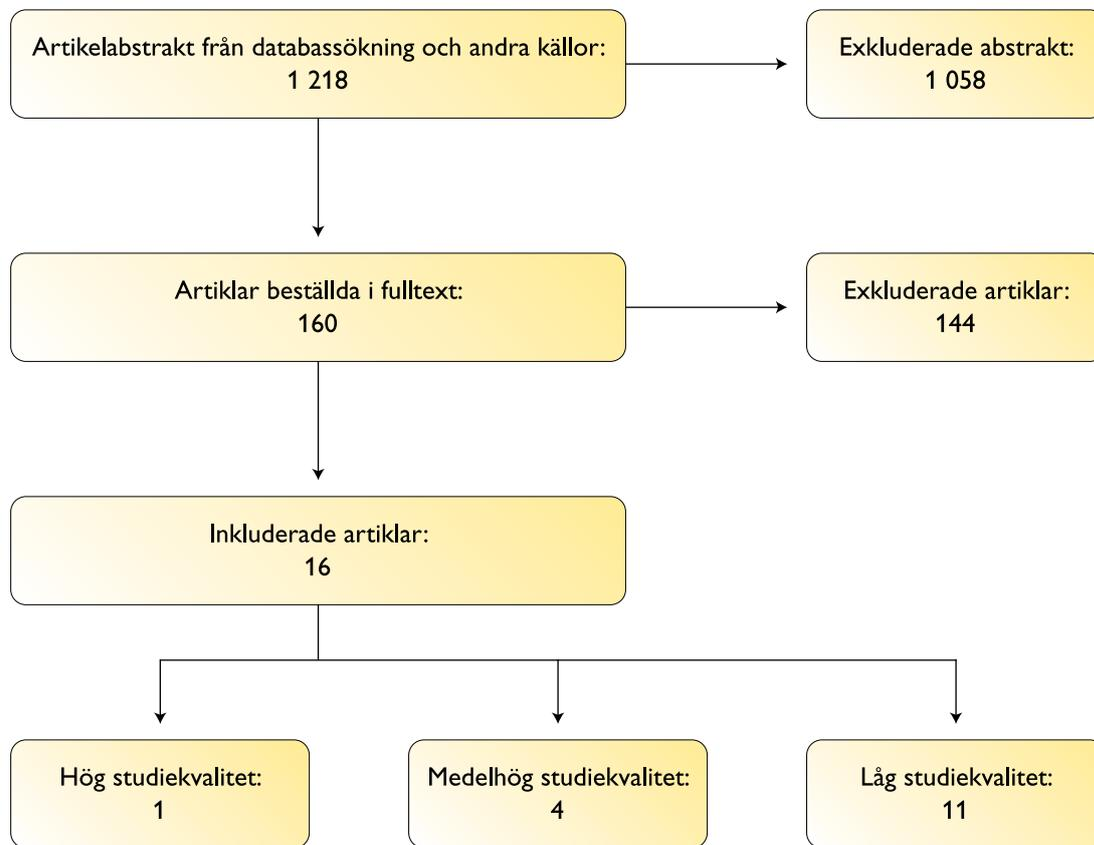 Artikelabstrakt från databassökning och andra källor:
1 218
Exkluderade abstrakt:
1 058
Artiklar beställda i fulltext:
160
Exkluderade artiklar:
144
Inkluderade artiklar:
16
Hög studiekvalitet:
1
Medelhög studiekvalitet:
4
Låg studiekvalitet:
11